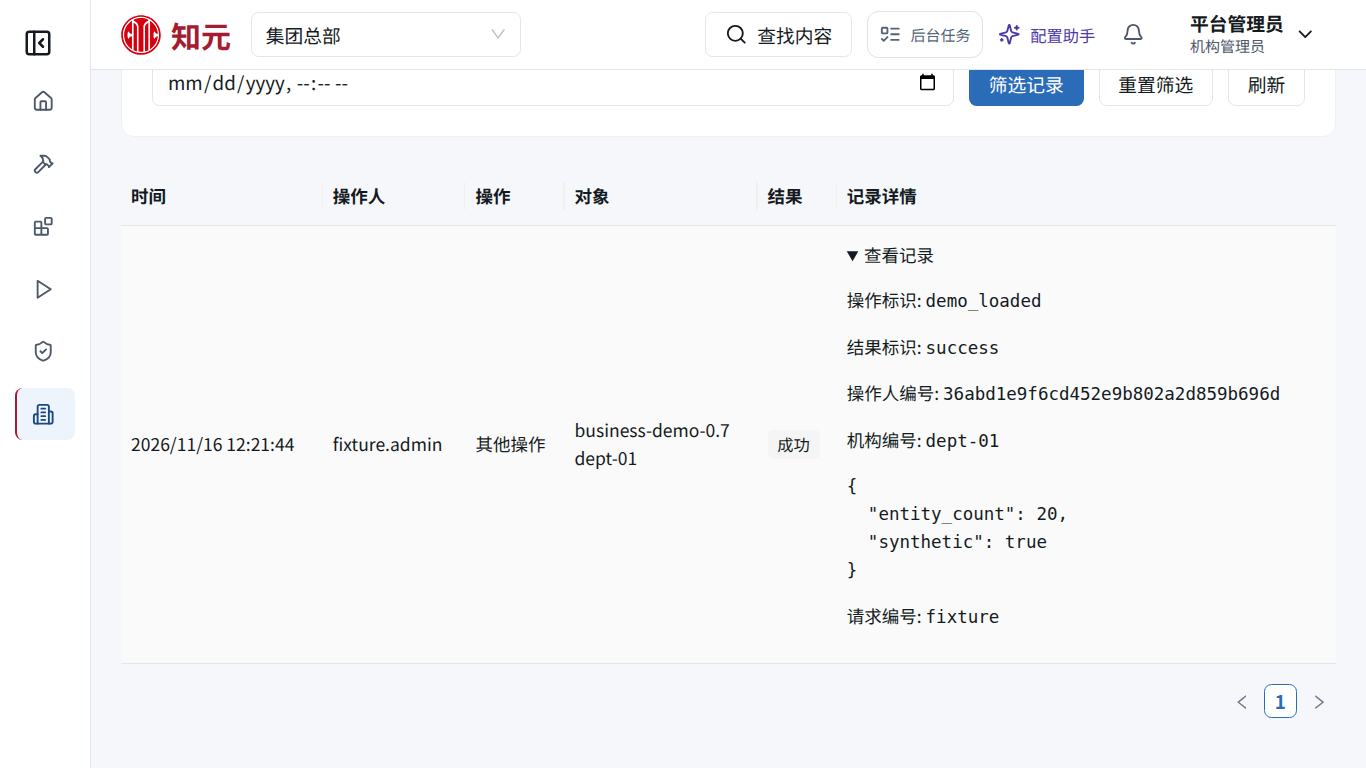 知元
集团总部
查找内容
后台任务
配置助手
平台管理员
机构管理员
mm/dd/yyyy, --:-- --
筛选记录
重置筛选
刷新
时间 操作人 操作 对象 结果 记录详情
▼ 查看记录
操作标识: demo_loaded
结果标识: success
操作人编号: 36abd1e9f6cd452e9b802a2d859b696d
机构编号: dept-01
2026/11/16 12:21:44 fixture.admin 其他操作 business-demo-0.7 成功
dept-01
{
"entity_count": 20,
"synthetic": true
}
请求编号: fixture
1